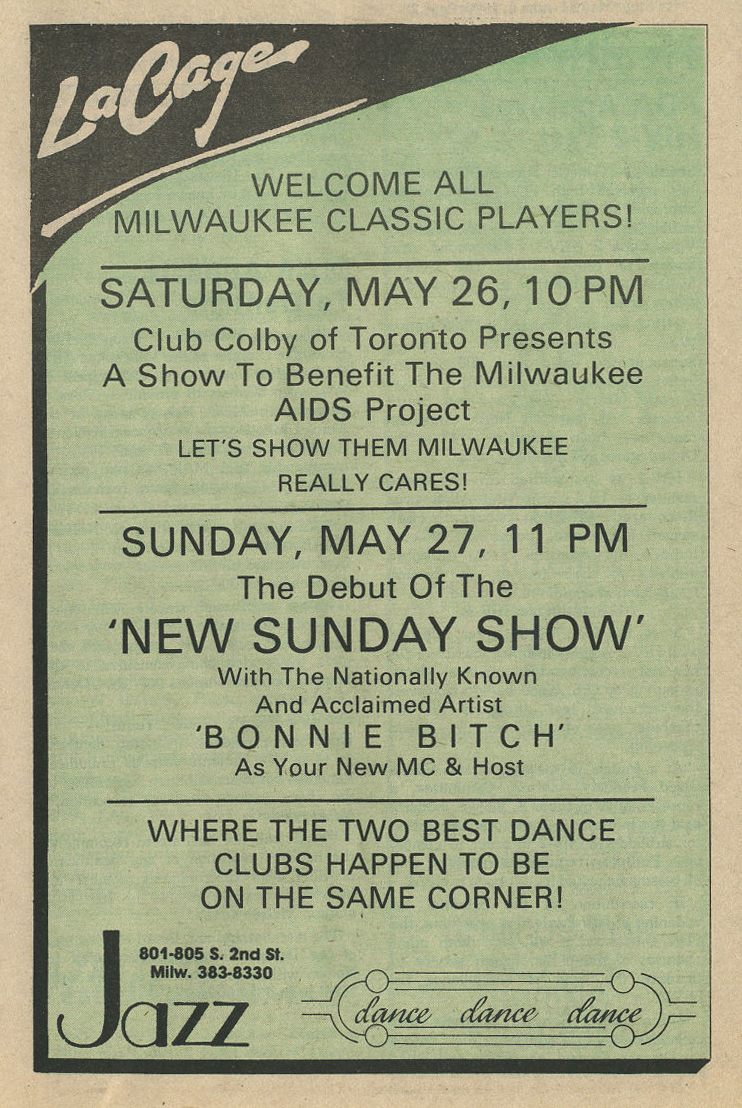 LaCage
WELCOME ALL
MILWAUKEE CLASSIC PLAYERS!
SATURDAY, MAY 26, 10 PM
Club Colby of Toronto Presents
A Show To Benefit The Milwaukee
AIDS Project
LET'S SHOW THEM MILWAUKEE
REALLY CARES!
SUNDAY, MAY 27, 11 PM
The Debut Of The
'NEW SUNDAY SHOW'
With The Nationally Known
And Acclaimed Artist
'BONNIE BITCH'
As Your New MC & Host
WHERE THE TWO BEST DANCE
CLUBS HAPPEN TO BE
ON THE SAME CORNER!
801-805 S. 2nd St.
Milw. 383-8330
Jazz
dance dance dance